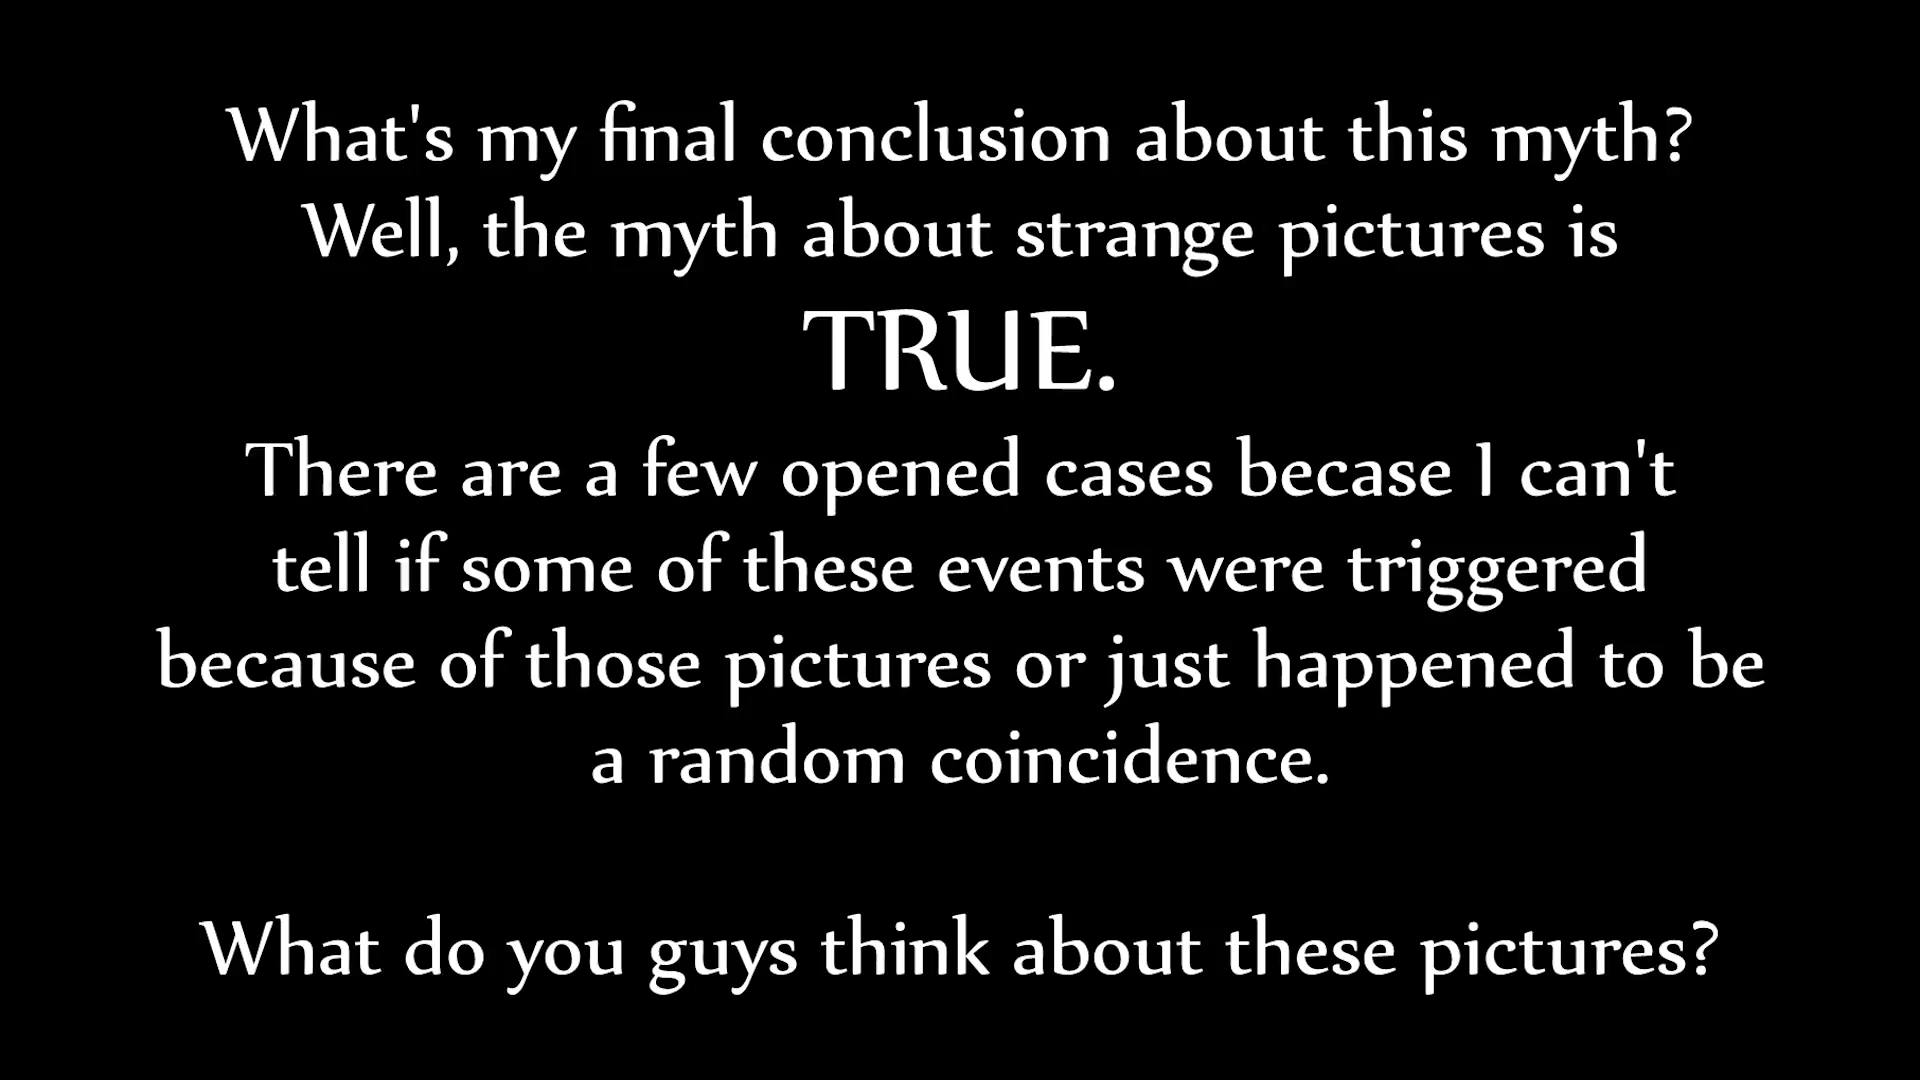 What's my final conclusion about this myth?
Well, the myth about strange pictures is
TRUE.
There are a few opened cases becase I can't
tell if some of these events were triggered
because of those pictures or just happened to be
a random coincidence.
What do you guys think about these pictures?